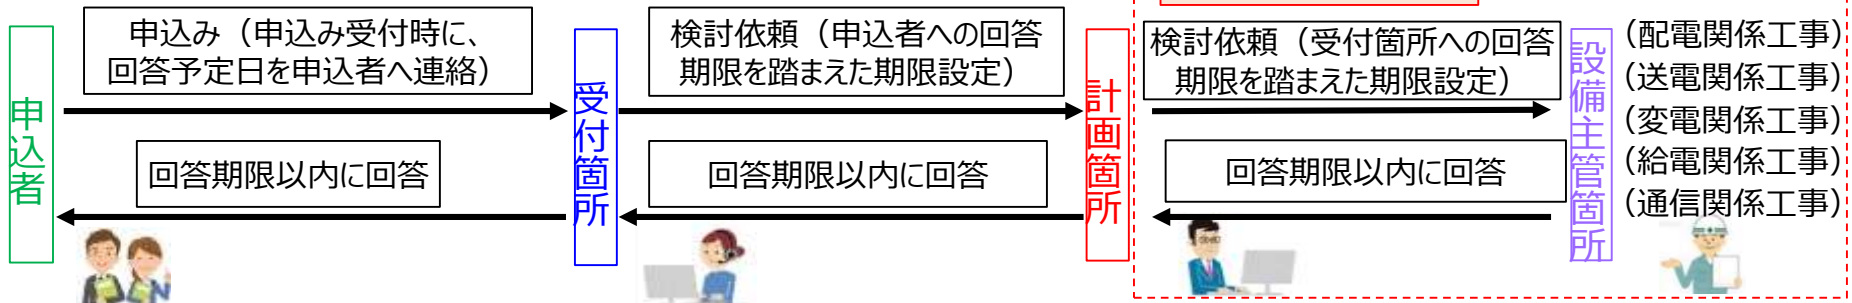 申込者
申込み（申込み受付時に、
回答予定日を申込者へ連絡）
回答期限以内に回答
受付箇所
検討依頼（申込者への回答
期限を踏まえた期限設定）
回答期限以内に回答
計画箇所
検討依頼（受付箇所への回答
期限を踏まえた期限設定）
回答期限以内に回答
設備主管箇所
（配電関係工事）
（送電関係工事）
（変電関係工事）
（給電関係工事）
（通信関係工事）